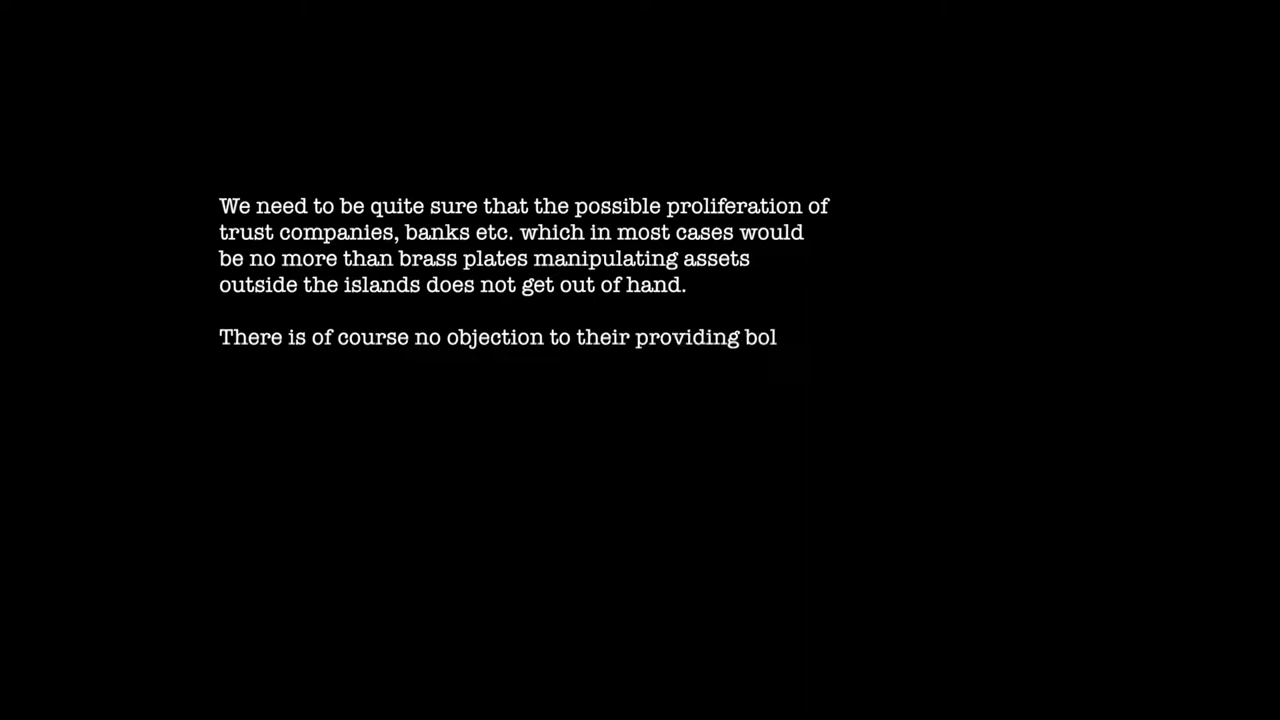 We need to be quite sure that the possible proliferation of
trust companies, banks etc. which in most cases would
be no more than brass plates manipulating assets
outside the islands does not get out of hand.
There is of course no objection to their providing bol